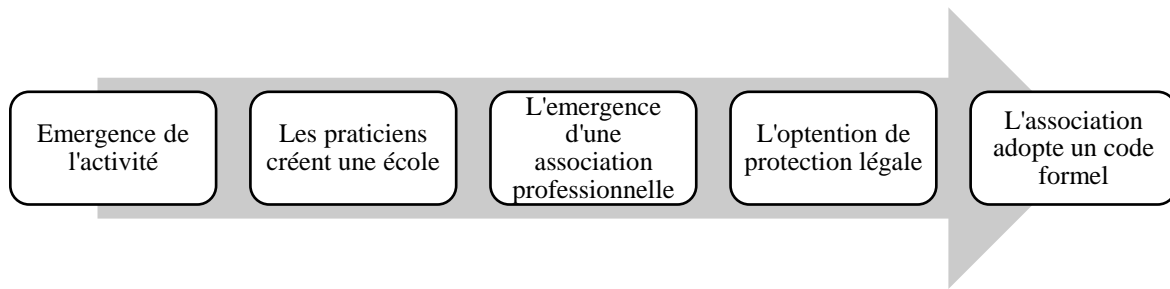 Emergence de
l'activité
Les praticiens
créent une école
L'emergence
d'une
association
professionnelle
L'optention de
protection légale
L'association
adopte un code
formel